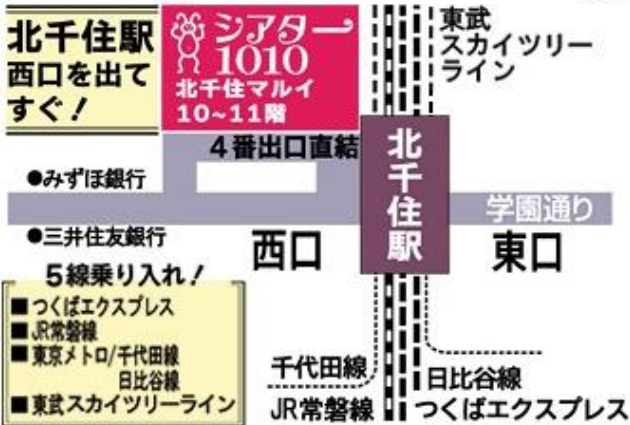 北千住駅
西口を出て
すぐ！
シアター
1010
北千住マルイ
10~11階
東武
スカイツリー
ライン
4番出口直結
北千住駅
●みずほ銀行
学園通り
●三井住友銀行
西口
東口
5線乗り入れ！
■つくばエクスプレス
■JR常磐線
■東京メトロ/千代田線
日比谷線
■東武スカイツリーライン
千代田線
日比谷線
JR常磐線
つくばエクスプレス